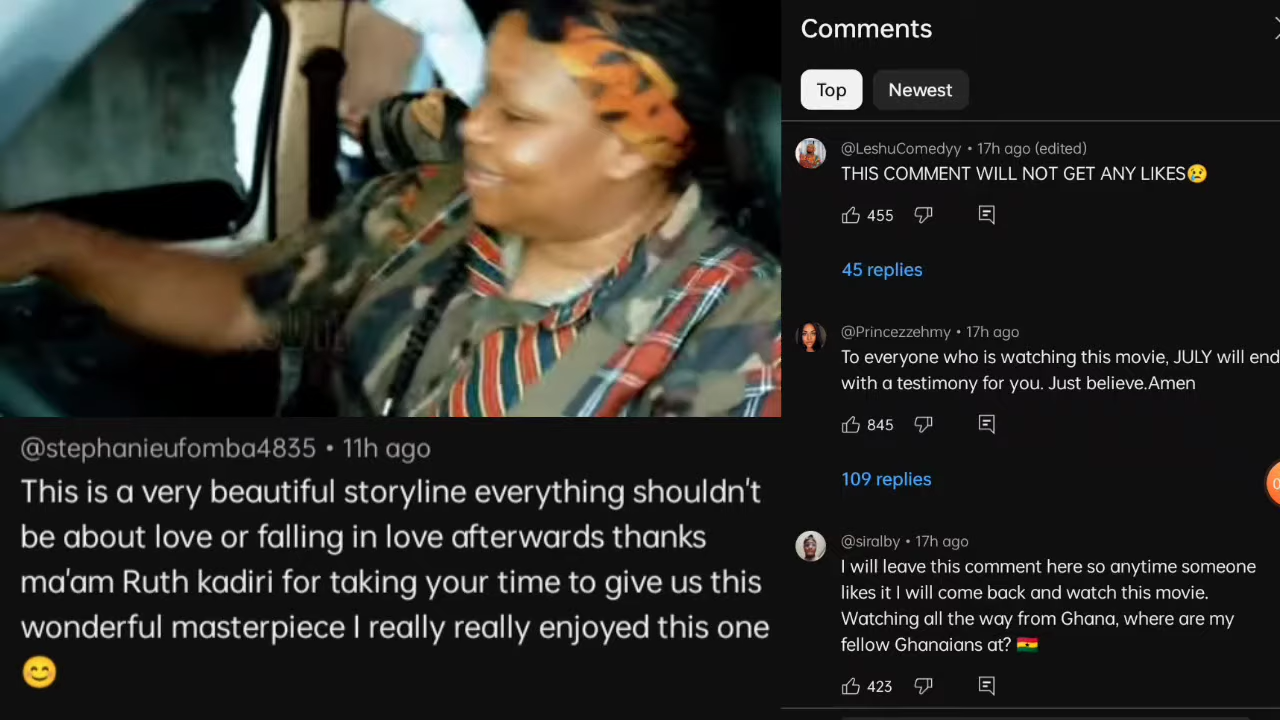 @stephanieufomba4835 • 11h ago
This is a very beautiful storyline everything shouldn't
be about love or falling in love afterwards thanks
ma'am Ruth kadiri for taking your time to give us this
wonderful masterpiece I really really enjoyed this one
😊
Comments
Top
Newest
@LeshuComedyy • 17h ago (edited)
THIS COMMENT WILL NOT GET ANY LIKES😢
455
45 replies
@Princezzehmy • 17h ago
To everyone who is watching this movie, JULY will end
with a testimony for you. Just believe.Amen
845
109 replies
@siralby • 17h ago
I will leave this comment here so anytime someone
likes it I will come back and watch this movie.
Watching all the way from Ghana, where are my
fellow Ghanaians at? 🇬🇭
423